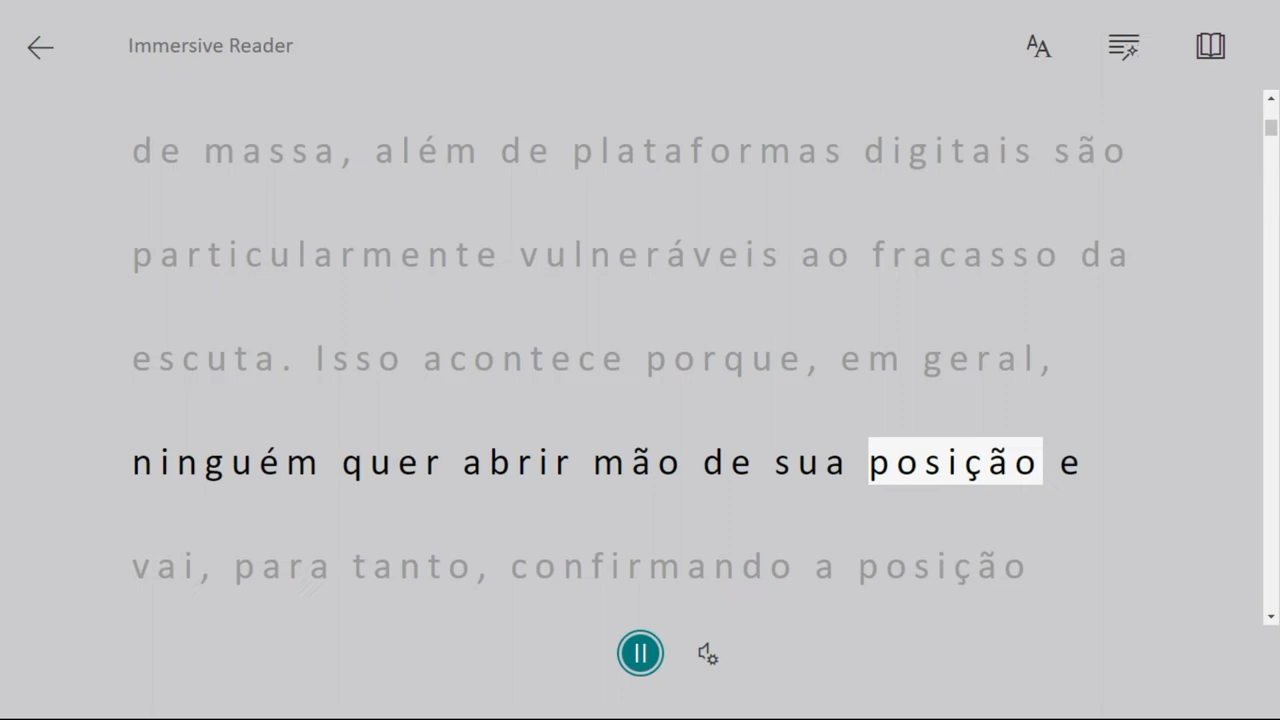 Immersive Reader
de massa, além de plataformas digitais são
particularmente vulneráveis ao fracasso da
escuta. Isso acontece porque, em geral,
ninguém quer abrir mão de sua posição e
vai, para tanto, confirmando a posição